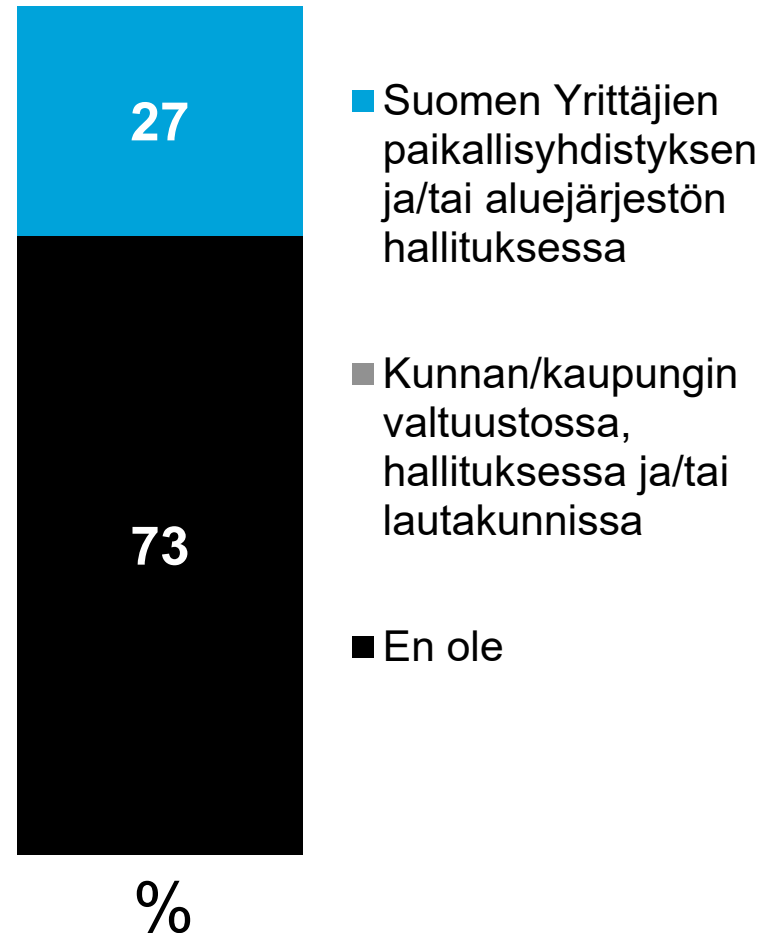 27
73
%
Suomen Yrittäjien
paikallisyhdistyksen
ja/tai aluejärjestön
hallituksessa
Kunnan/kaupungin
valtuustossa,
hallituksessa ja/tai
lautakunnissa
En ole